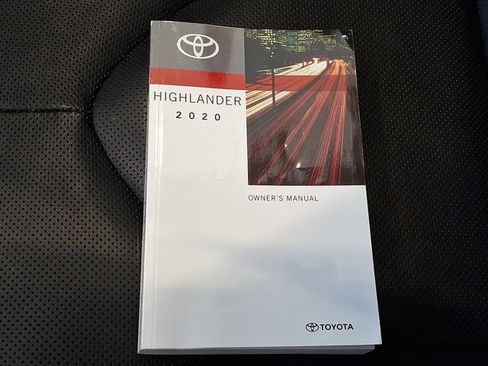 HIGHLANDER
2020
OWNER'S MANUAL
TOYOTA